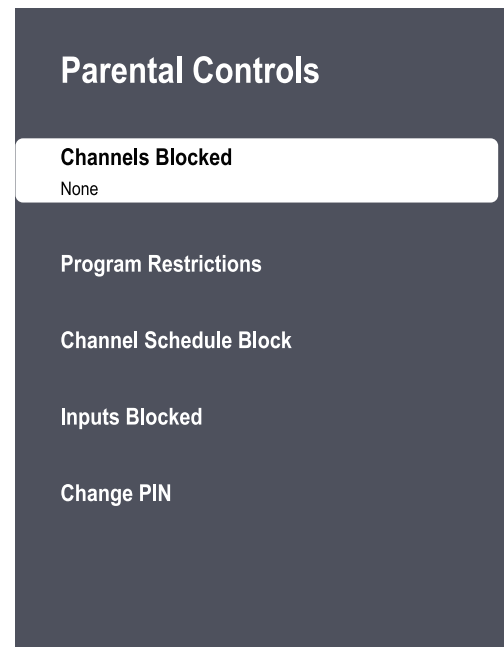 Parental Controls
Channels Blocked
None
Program Restrictions
Channel Schedule Block
Inputs Blocked
Change PIN